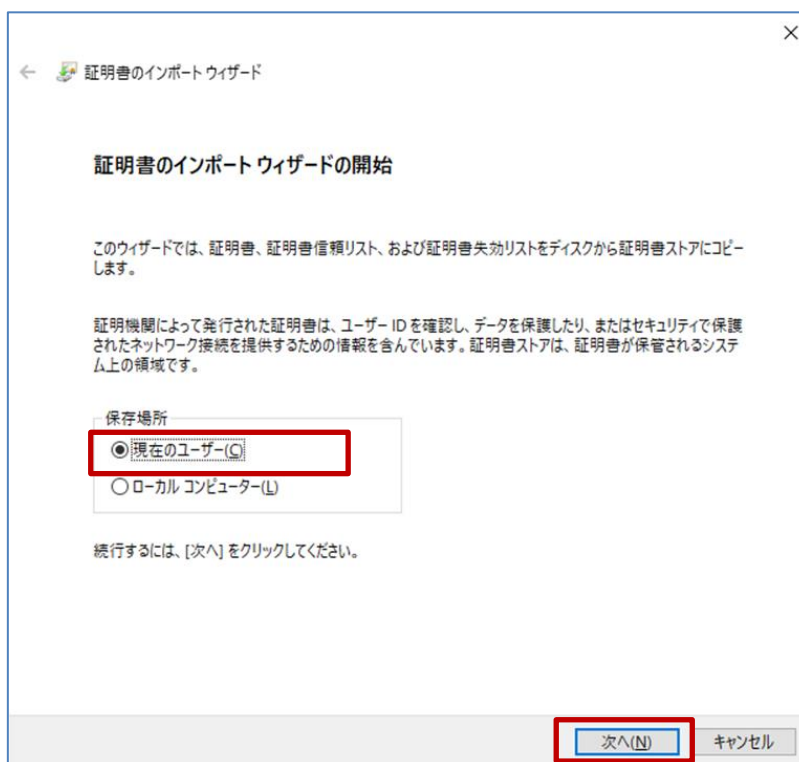 証明書のインポート ウィザード
証明書のインポート ウィザードの開始
このウィザードでは、証明書、証明書信頼リスト、および証明書失効リストをディスクから証明書ストアにコピー
します。
証明機関によって発行された証明書は、ユーザー ID を確認し、データを保護したり、またはセキュリティで保護
されたネットワーク接続を提供するための情報を含んでいます。証明書ストアは、証明書が保管されるシステ
ム上の領域です。
保存場所
現在のユーザー(C)
ローカル コンピューター(L)
続行するには、[次へ] をクリックしてください。
次へ(N)
キャンセル